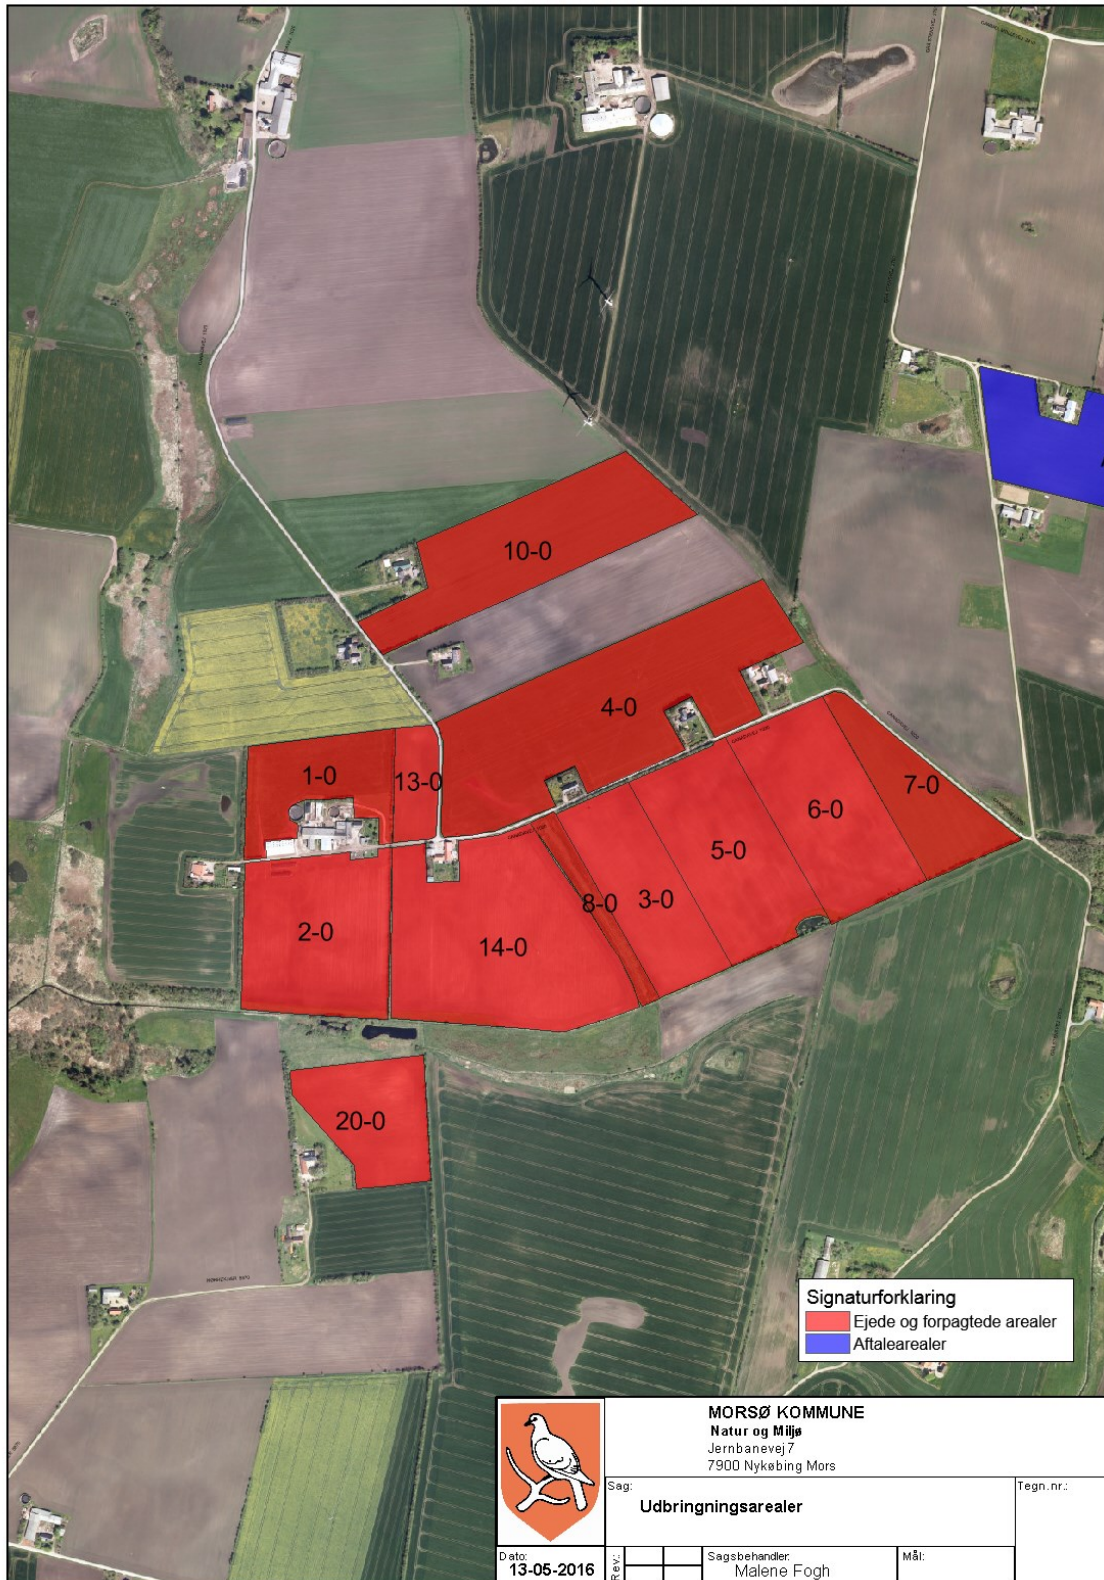 10-0
4-0
1-0
13-0
7-0
6-0
5-0
8-0
3-0
2-0
14-0
20-0
Signaturforklaring
Ejede og forpagtede arealer
Aftalearealer
MORSØ KOMMUNE
Natur og Miljø
Jernbanevej 7
7900 Nykøbing Mors
Sag:
Udbringningsarealer
Tegn.nr.:
Dato:
13-05-2016
Rev.:
Sagsbehandler:
Malene Fogh
Mål: